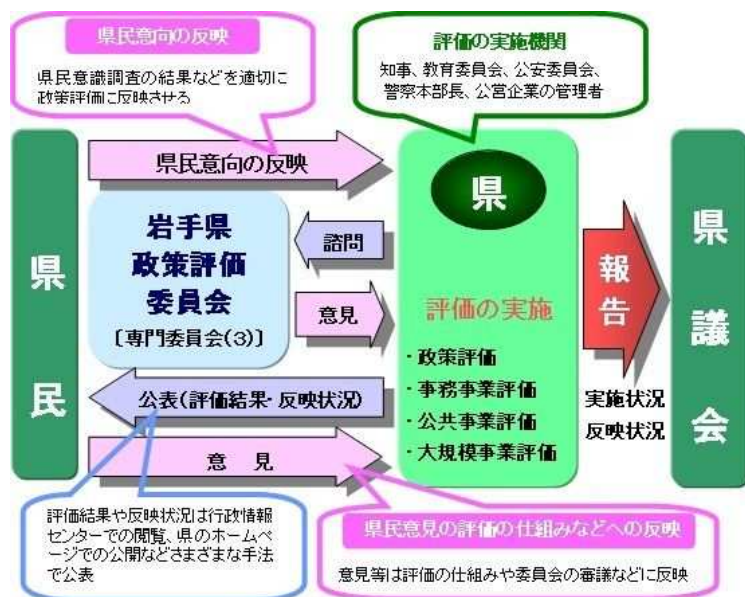 県民意向の反映
県民意識調査の結果などを適切に
政策評価に反映させる
評価の実施機関
知事、教育委員会、公安委員会、
警察本部長、公営企業の管理者
県民
県民意向の反映
岩手県
政策評価
委員会
〔専門委員会(3)〕
諮問
意見
公表(評価結果・反映状況)
意 見
県
評価の実施
・政策評価
・事務事業評価
・公共事業評価
・大規模事業評価
報告
実施状況
反映状況
県議会
評価結果や反映状況は行政情報
センターでの閲覧、県のホームペ
ージでの公開などさまざまな手法
で公表
県民意見の評価の仕組みなどへの反映
意見等は評価の仕組みや委員会の審議などに反映